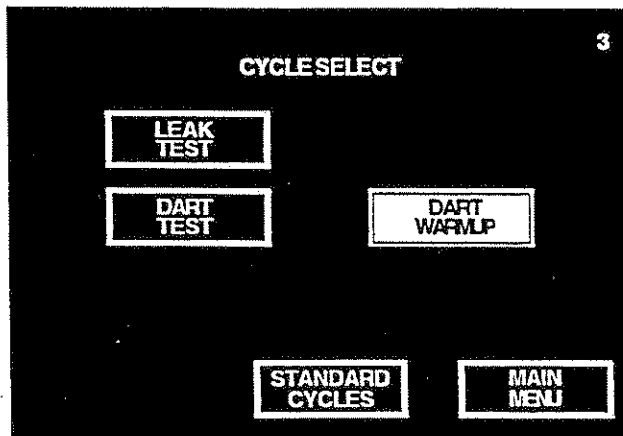 3
CYCLE SELECT
LEAK
TEST
DART
TEST
DART
WARMUP
STANDARD
CYCLES
MAIN
MENU